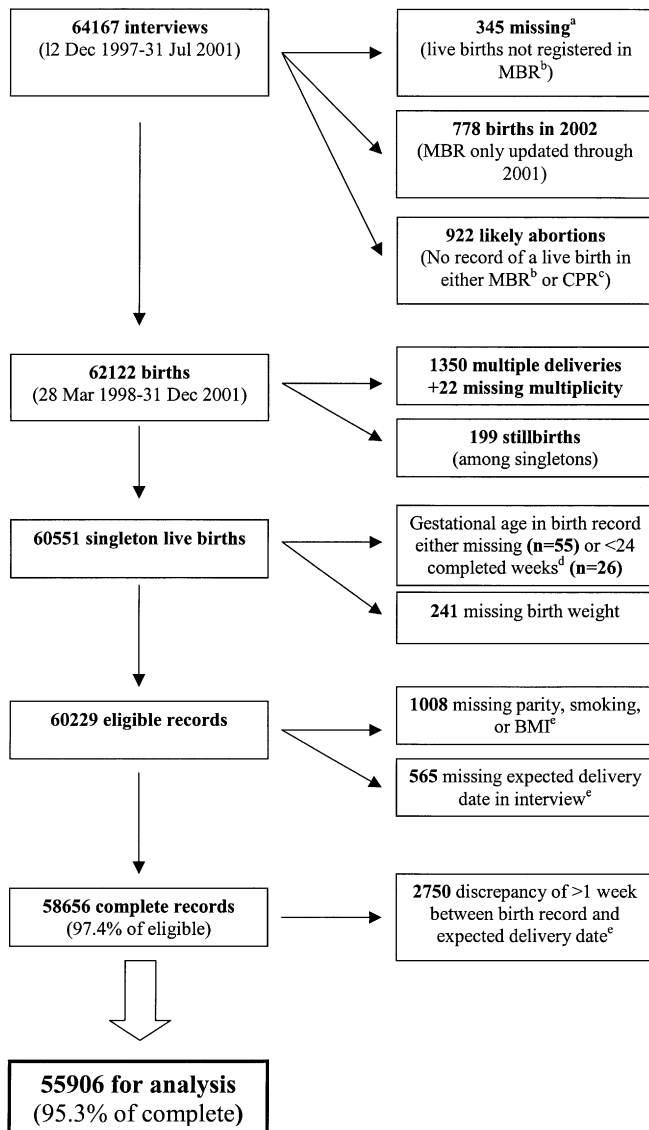 64167 interviews
(l2 Dec 1997-31 Jul 2001)
345 missingᵃ
(live births not registered in
MBRᵇ)
778 births in 2002
(MBR only updated through
2001)
922 likely abortions
(No record of a live birth in
either MBRᵇ or CPRᶜ)
62122 births
(28 Mar 1998-31 Dec 2001)
1350 multiple deliveries
+22 missing multiplicity
199 stillbirths
(among singletons)
60551 singleton live births
Gestational age in birth record
either missing (n=55) or <24
completed weeksᵈ (n=26)
241 missing birth weight
60229 eligible records
1008 missing parity, smoking,
or BMIᵉ
565 missing expected delivery
date in interviewᵉ
58656 complete records
(97.4% of eligible)
2750 discrepancy of >1 week
between birth record and
expected delivery dateᵉ
55906 for analysis
(95.3% of complete)